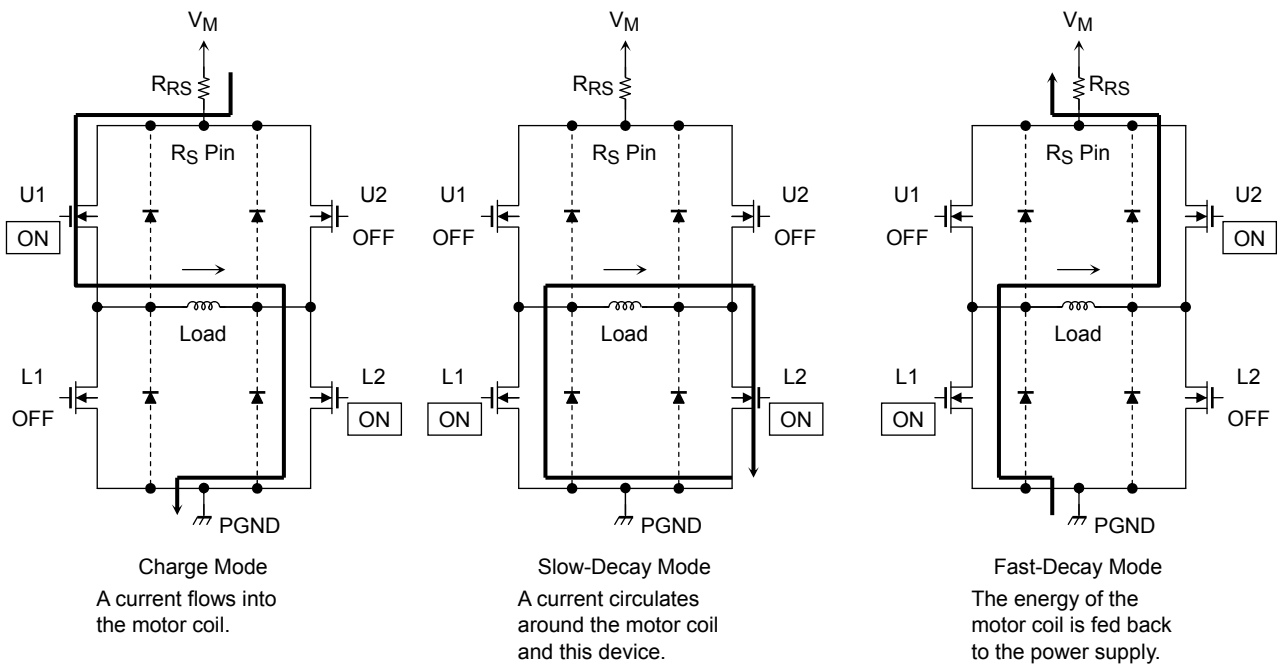 VM
RRS
RS Pin
U1
ON
U2
OFF
Load
L1
OFF
L2
ON
PGND
Charge Mode
A current flows into
the motor coil.
VM
RRS
RS Pin
U1
OFF
U2
OFF
Load
L1
ON
L2
ON
PGND
Slow-Decay Mode
A current circulates
around the motor coil
and this device.
VM
RRS
RS Pin
U1
OFF
U2
ON
Load
L1
ON
L2
OFF
PGND
Fast-Decay Mode
The energy of the
motor coil is fed back
to the power supply.